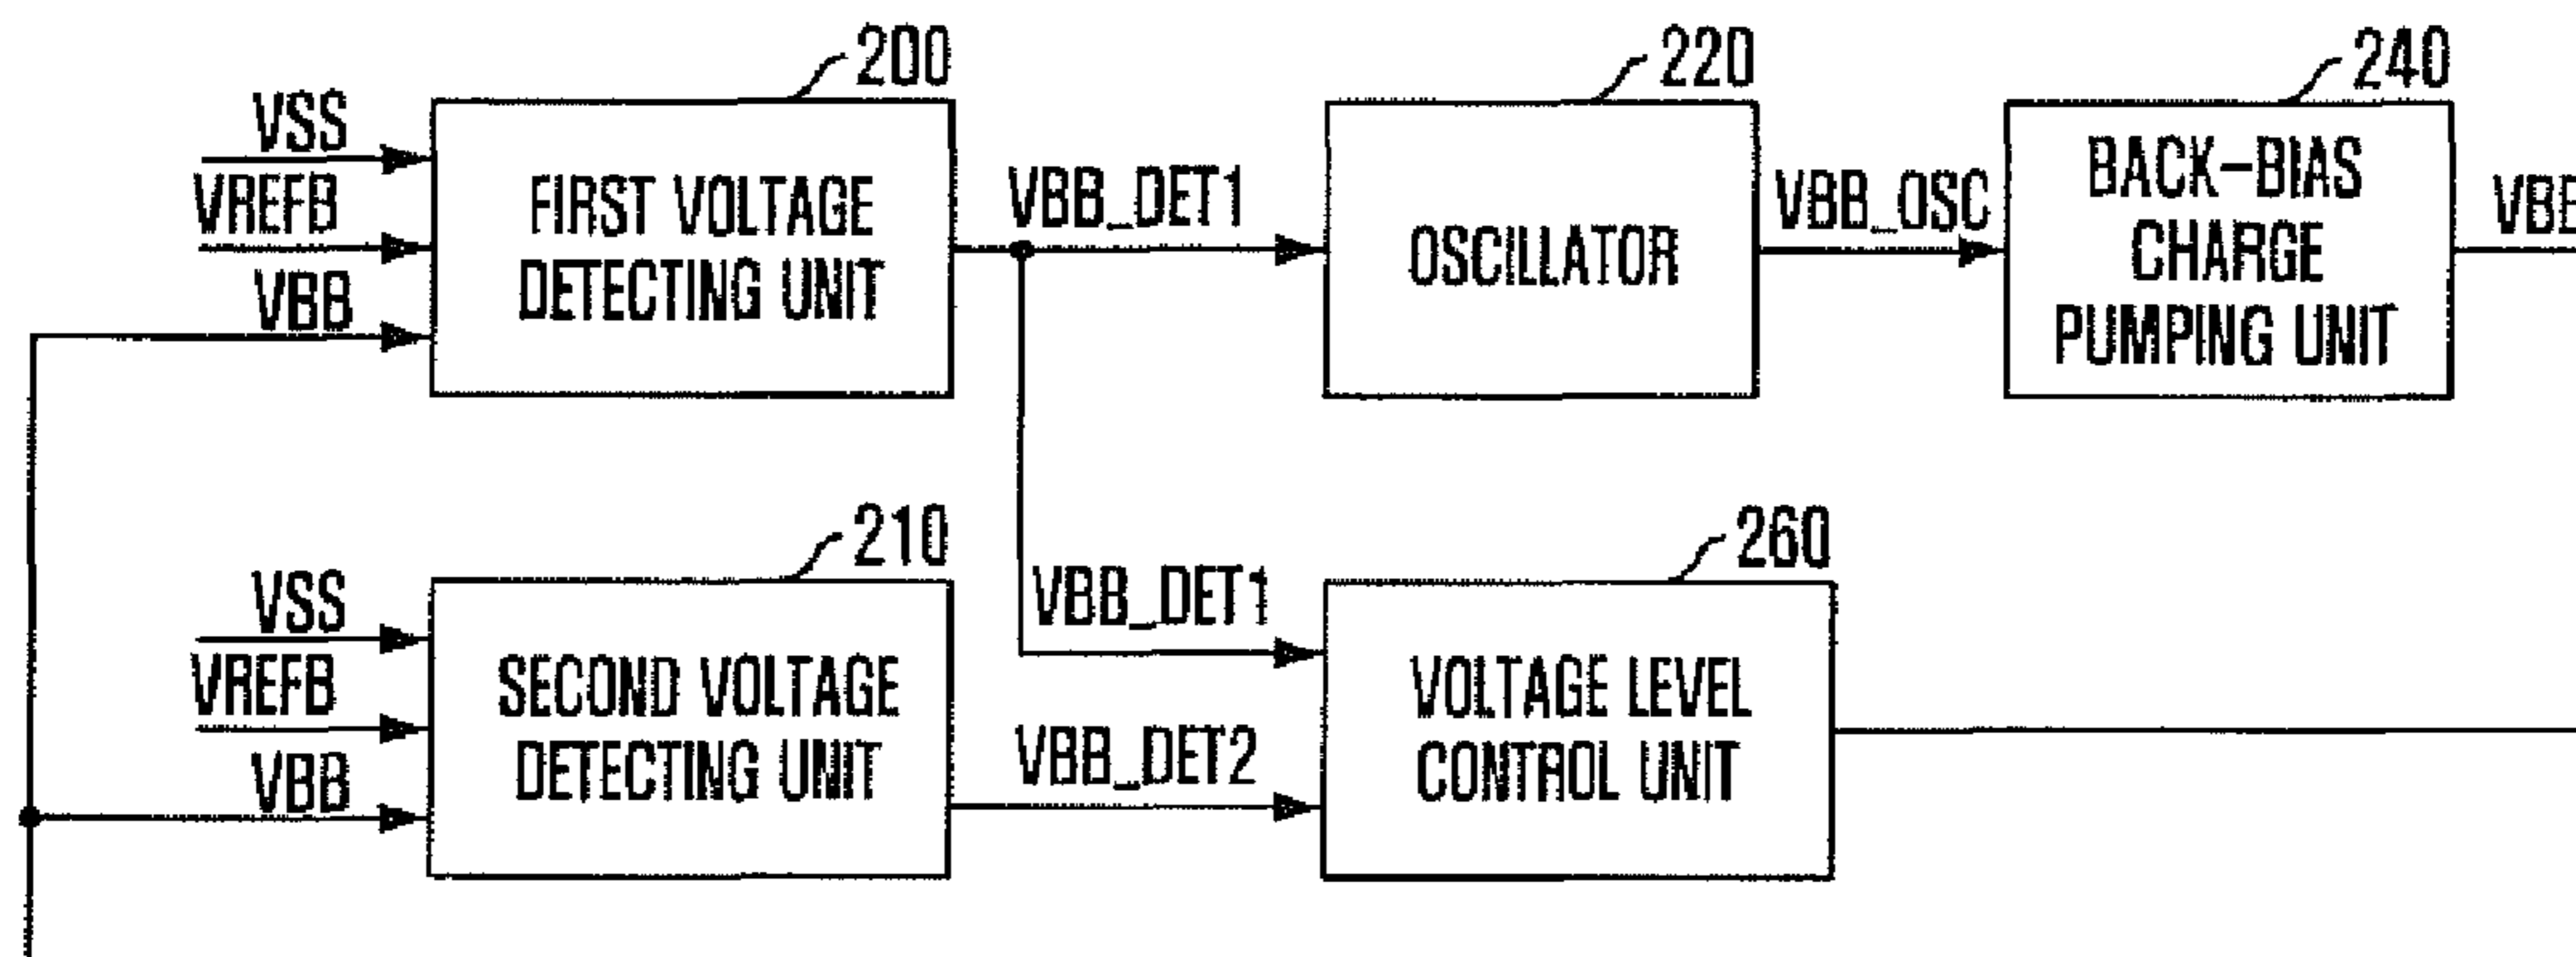 200
220
240
VSS
VREFB
VBB
FIRST VOLTAGE
DETECTING UNIT
VBB_DET1
OSCILLATOR
VBB_OSC
BACK-BIAS
CHARGE
PUMPING UNIT
210
260
VSS
VREFB
VBB
SECOND VOLTAGE
DETECTING UNIT
VBB_DET1
VBB_DET2
VOLTAGE LEVEL
CONTROL UNIT